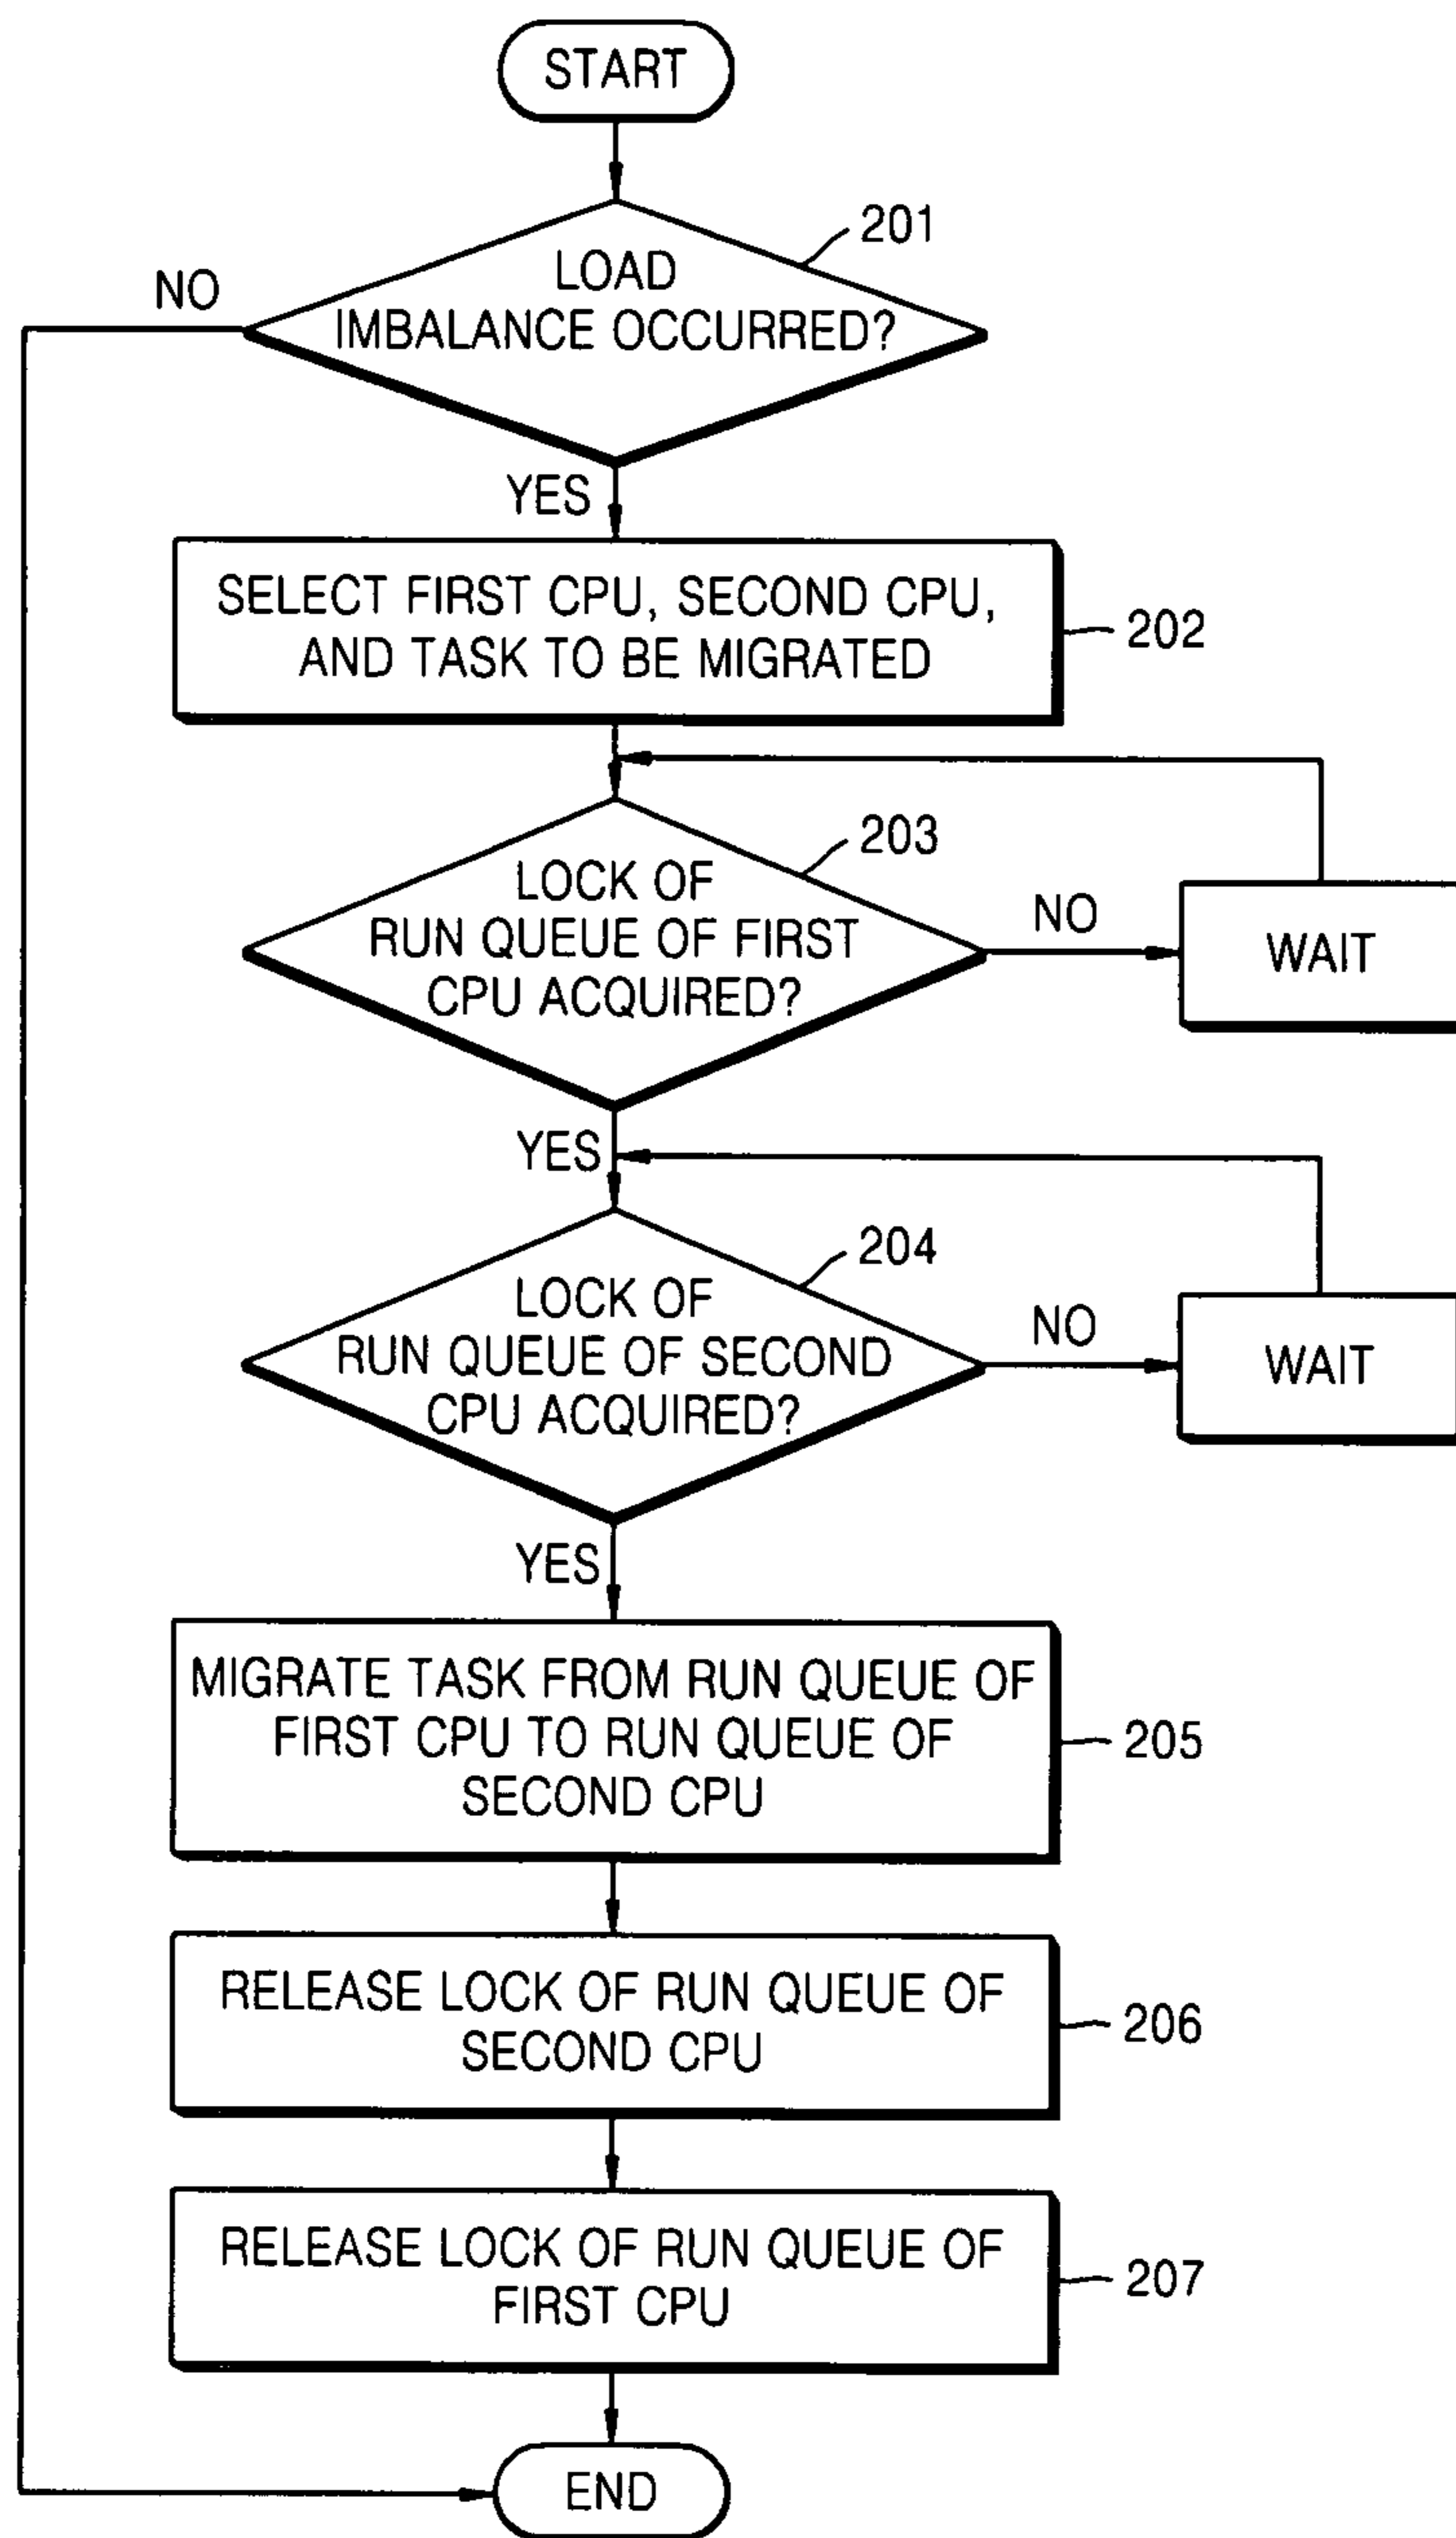 START
201
NO
LOAD
IMBALANCE OCCURRED?
YES
SELECT FIRST CPU, SECOND CPU,
AND TASK TO BE MIGRATED
202
203
LOCK OF
RUN QUEUE OF FIRST
CPU ACQUIRED?
NO
WAIT
YES
204
LOCK OF
RUN QUEUE OF SECOND
CPU ACQUIRED?
NO
WAIT
YES
MIGRATE TASK FROM RUN QUEUE OF
FIRST CPU TO RUN QUEUE OF
SECOND CPU
205
RELEASE LOCK OF RUN QUEUE OF
SECOND CPU
206
RELEASE LOCK OF RUN QUEUE OF
FIRST CPU
207
END